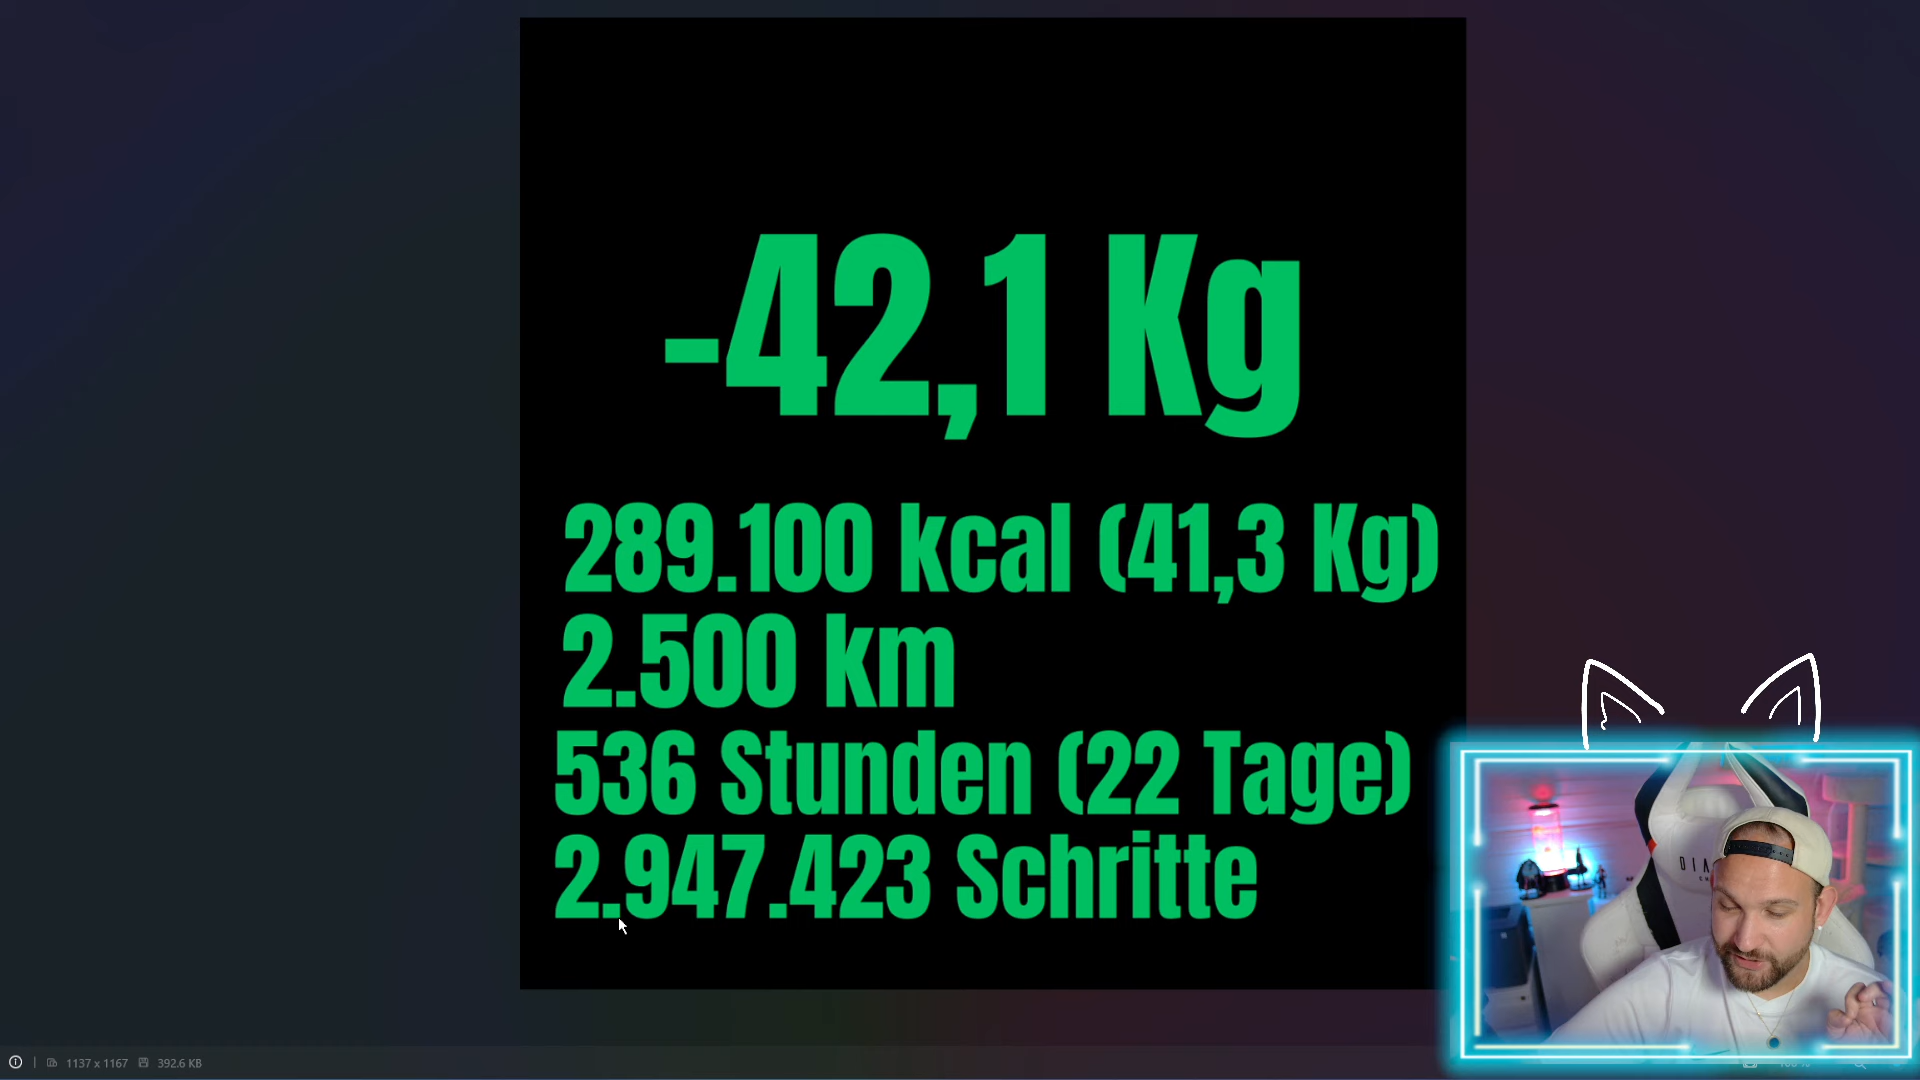 -42,1 Kg
289.100 kcal (41,3 Kg)
2.500 km
536 Stunden (22 Tage)
2.947.423 Schritte
1137 x 1167
392.6 KB